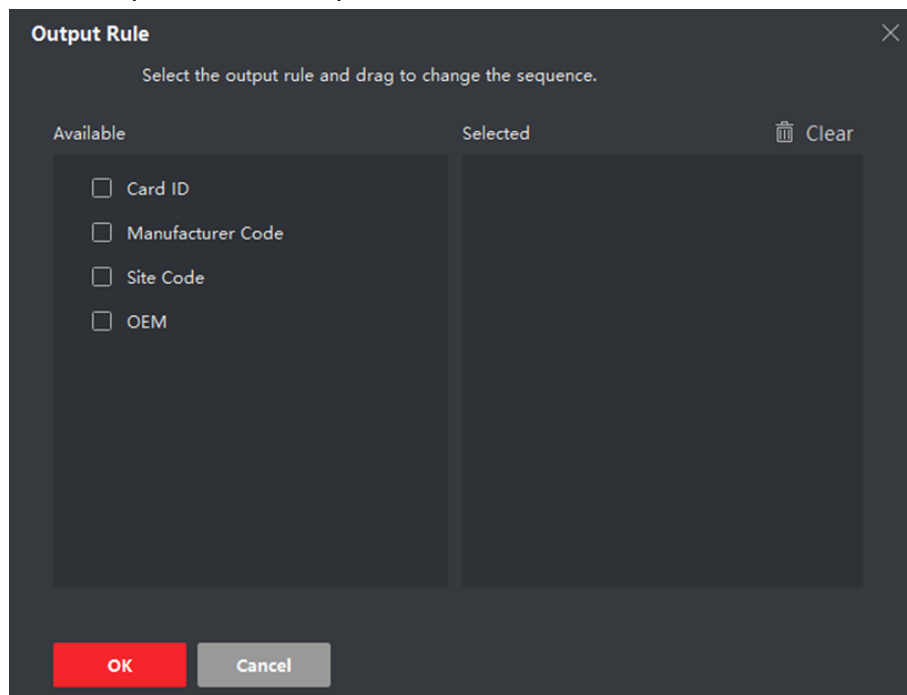 Output Rule
Select the output rule and drag to change the sequence.
Available
Selected
Clear
Card ID
Manufacturer Code
Site Code
OEM
OK
Cancel